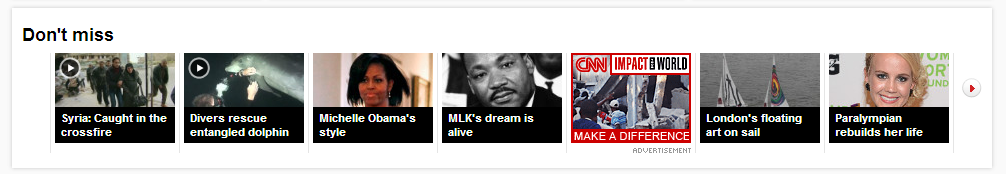 Don't miss
Syria: Caught in the
crossfire
Divers rescue
entangled dolphin
Michelle Obama's
style
MLK's dream is
alive
CNN IMPACT YOUR WORLD
MAKE A DIFFERENCE
ADVERTISEMENT
London's floating
art on sail
Paralympian
rebuilds her life